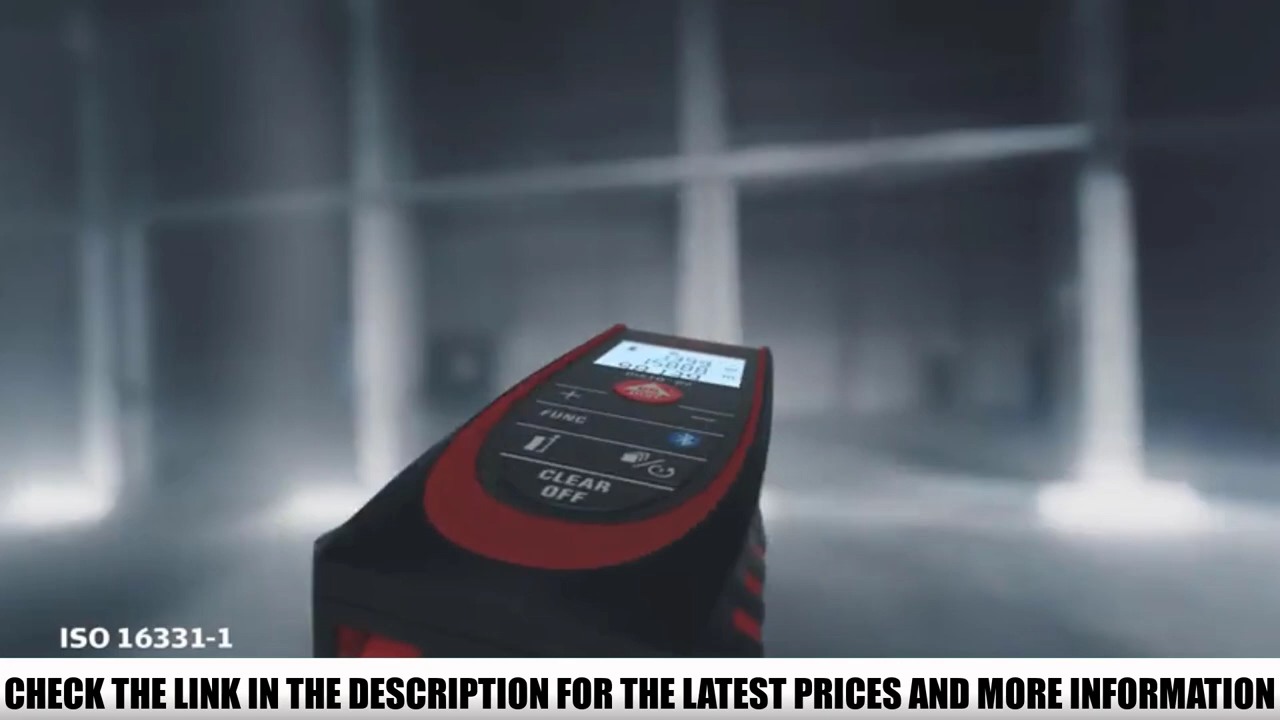 +
FUNC
CLEAR
OFF
ISO 16331-1
CHECK THE LINK IN THE DESCRIPTION FOR THE LATEST PRICES AND MORE INFORMATION